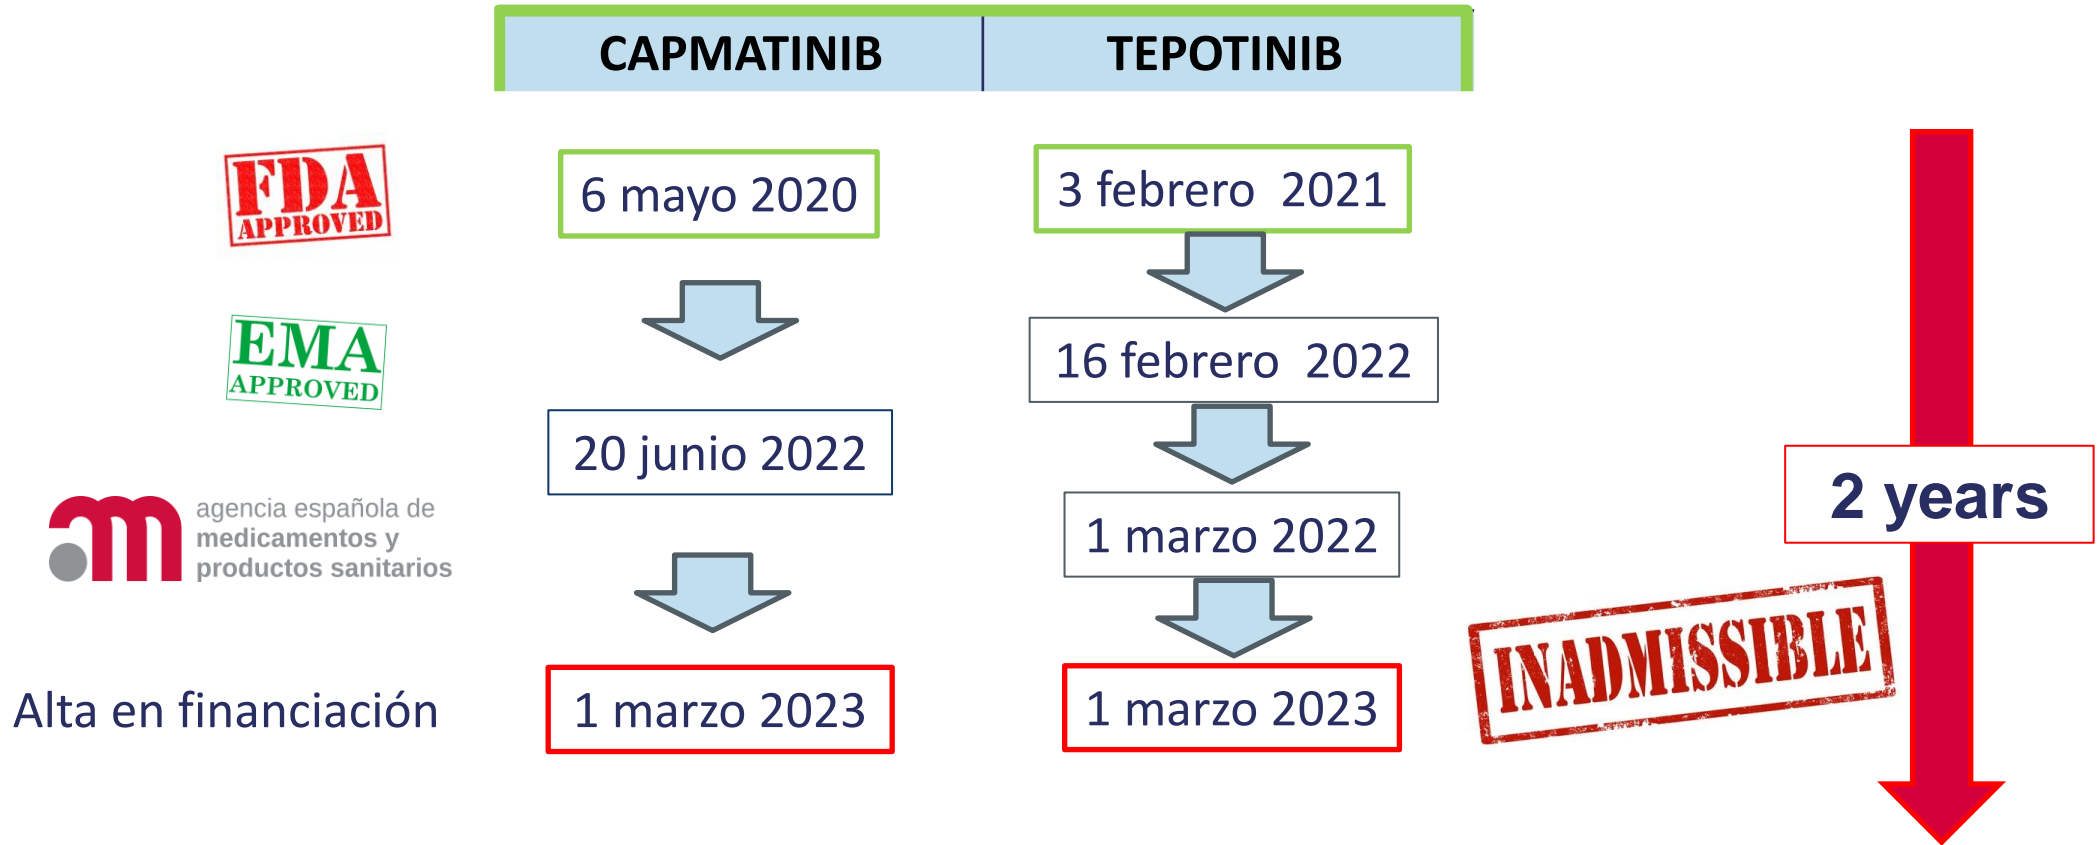 CAPMATINIB
TEPOTINIB
FDA
APPROVED
6 mayo 2020
3 febrero 2021
EMA
APPROVED
16 febrero 2022
20 junio 2022
agencia española de
medicamentos y
productos sanitarios
1 marzo 2022
2 years
INADMISSIBLE
Alta en financiación
1 marzo 2023
1 marzo 2023